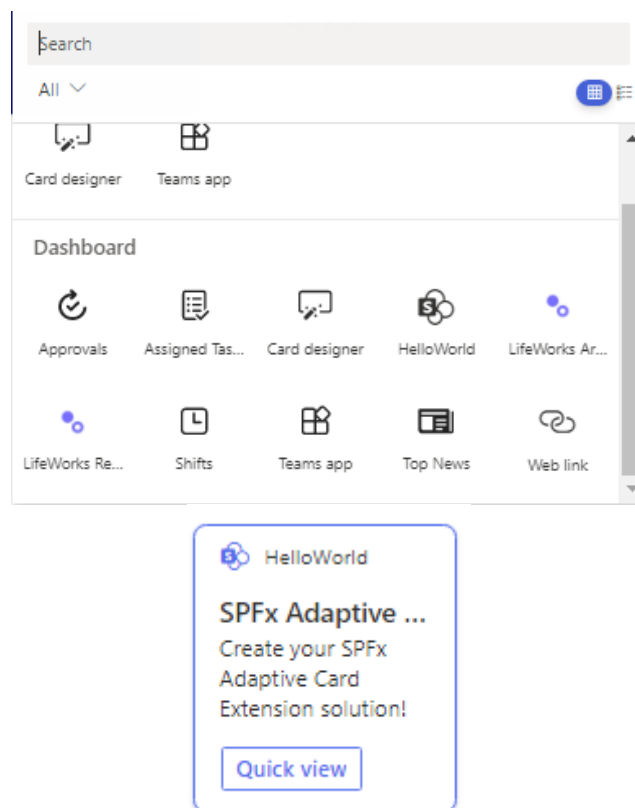 Search
All
Card designer Teams app
Dashboard
Approvals Assigned Tas... Card designer HelloWorld LifeWorks Ar...
LifeWorks Re... Shifts Teams app Top News Web link
HelloWorld
SPFx Adaptive ...
Create your SPFx
Adaptive Card
Extension solution!
Quick view